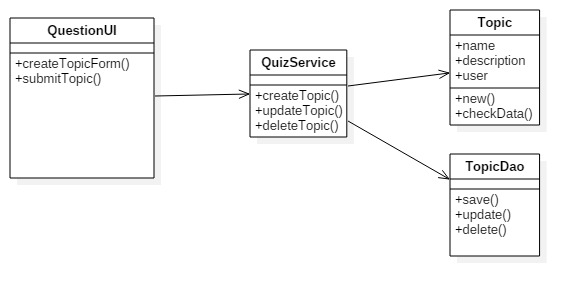 QuestionUI
+createTopicForm()
+submitTopic()
QuizService
+createTopic()
+updateTopic()
+deleteTopic()
Topic
+name
+description
+user
+new()
+checkData()
TopicDao
+save()
+update()
+delete()